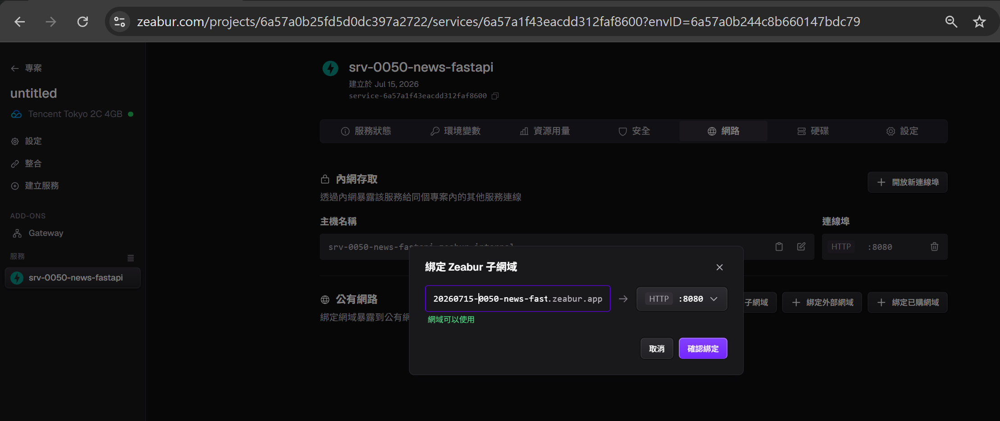 zeabur.com/projects/6a57a0b25fd5d0dc397a2722/services/6a57a1f43eacdd312faf8600?envID=6a57a0b244c8b660147bdc79
專案
untitled
Tencent Tokyo 2C 4GB
設定
整合
建立服務
ADD-ONS
Gateway
服務
srv-0050-news-fastapi
srv-0050-news-fastapi
建立於 Jul 15, 2026
service-6a57a1f43eacdd312faf8600
服務狀態 環境變數 資源用量 安全 網路 硬碟 設定
內網存取
開放新連線埠
透過內網暴露該服務給同個專案內的其他服務連線
主機名稱 連線埠
srv-0050-news-fastapi.zeabur.internal HTTP :8080
公有網路
子網域 綁定外部網域 綁定已購網域
綁定網域暴露到公有網
綁定 Zeabur 子網域
20260715-0050-news-fast.zeabur.app HTTP :8080
網域可以使用
取消 確認綁定